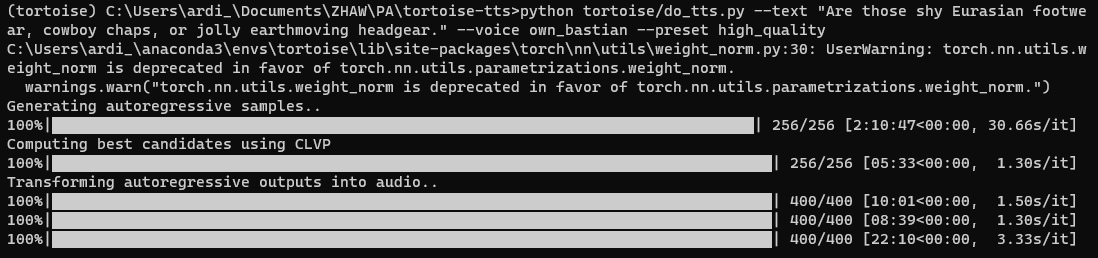 (tortoise) C:\Users\ardi_\Documents\ZHAW\PA\tortoise-tts>python tortoise/do_tts.py --text "Are those shy Eurasian footwe
ar, cowboy chaps, or jolly earthmoving headgear." --voice own_bastian --preset high_quality
C:\Users\ardi_\anaconda3\envs\tortoise\lib\site-packages\torch\nn\utils\weight_norm.py:30: UserWarning: torch.nn.utils.w
eight_norm is deprecated in favor of torch.nn.utils.parametrizations.weight_norm.
  warnings.warn("torch.nn.utils.weight_norm is deprecated in favor of torch.nn.utils.parametrizations.weight_norm.")
Generating autoregressive samples..
100%| | 256/256 [2:10:47<00:00, 30.66s/it]
Computing best candidates using CLVP
100%| | 256/256 [05:33<00:00,  1.30s/it]
Transforming autoregressive outputs into audio..
100%| | 400/400 [10:01<00:00,  1.50s/it]
100%| | 400/400 [08:39<00:00,  1.30s/it]
100%| | 400/400 [22:10<00:00,  3.33s/it]